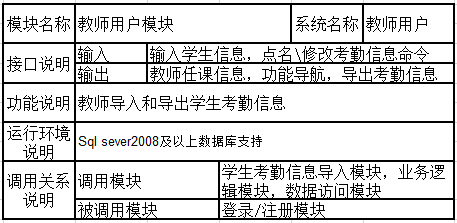 模块名称 教师用户模块 系统名称 教师用户
接口说明 输入 输入学生信息，点名\修改考勤信息命令
输出 教师任课信息，功能导航，导出考勤信息
功能说明 教师导入和导出学生考勤信息
运行环境
说明
Sql sever2008及以上数据库支持
调用关系
说明
调用模块
学生考勤信息导入模块，业务逻
辑模块，数据访问模块
被调用模块 登录/注册模块